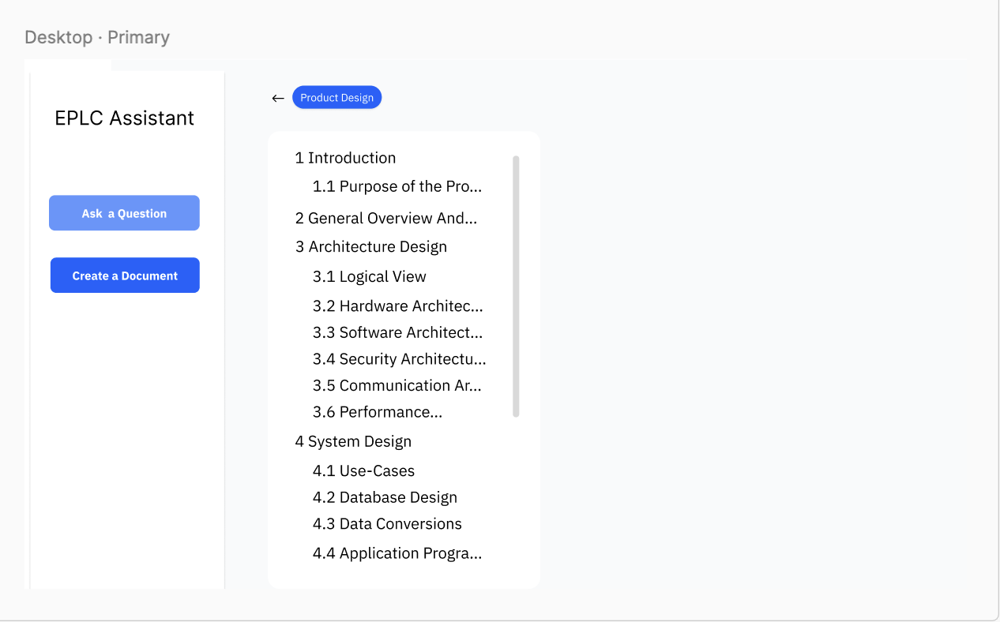 Desktop · Primary
EPLC Assistant
Ask a Question
Create a Document
← Product Design
1 Introduction
1.1 Purpose of the Pro...
2 General Overview And...
3 Architecture Design
3.1 Logical View
3.2 Hardware Architec...
3.3 Software Architect...
3.4 Security Architectu...
3.5 Communication Ar...
3.6 Performance...
4 System Design
4.1 Use-Cases
4.2 Database Design
4.3 Data Conversions
4.4 Application Progra...